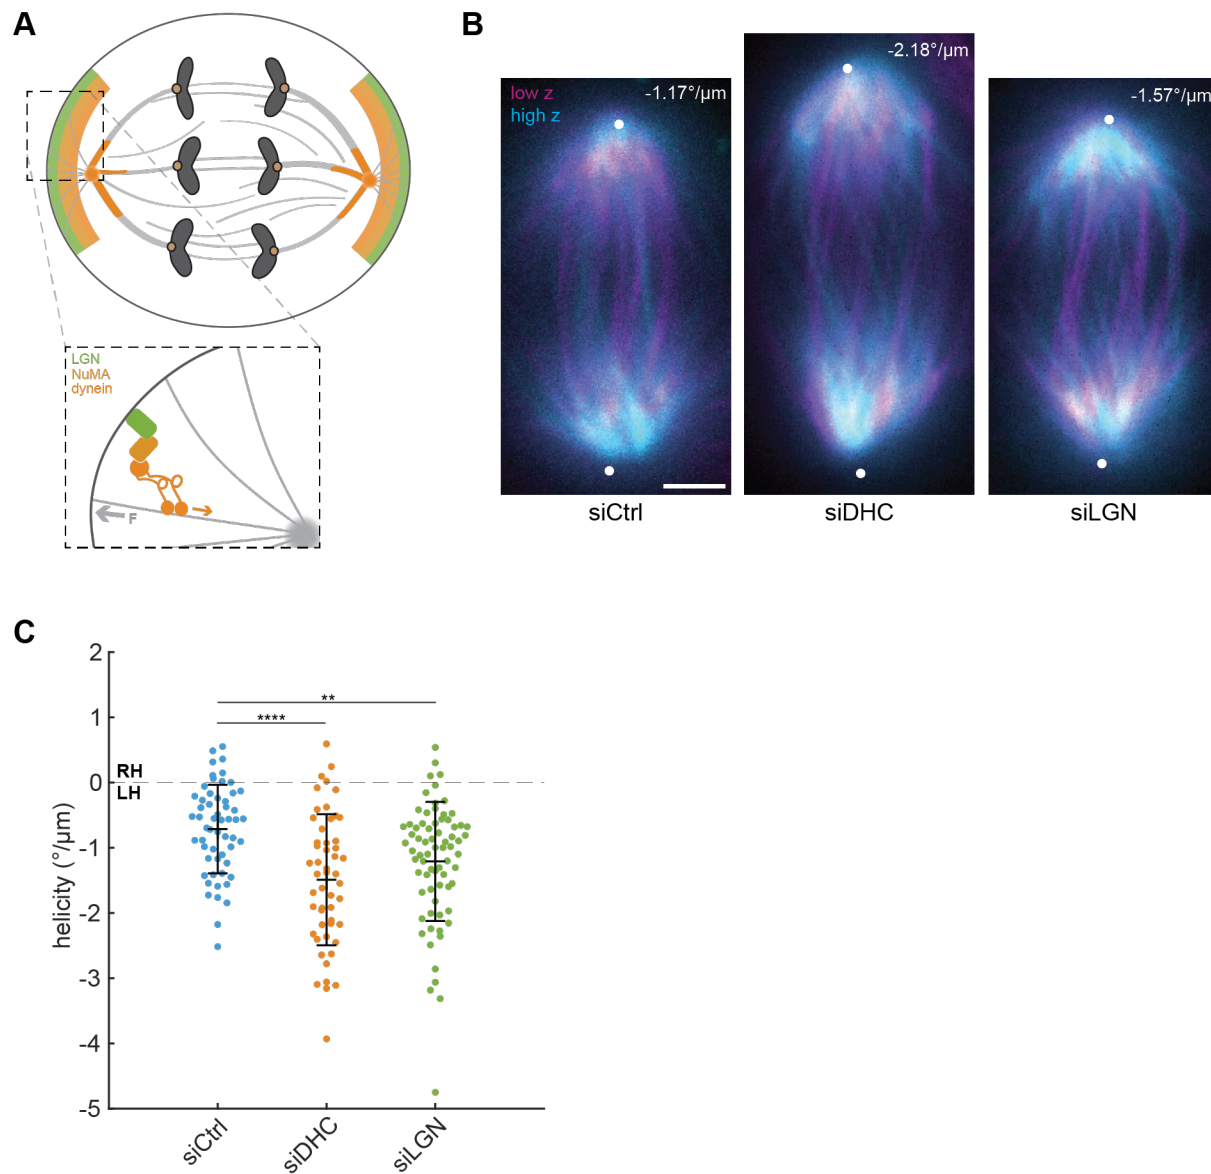 A
LGN
NuMA
dynein
F
B
low z
high z
-1.17°/µm
-2.18°/µm
-1.57°/µm
siCtrl
siDHC
siLGN
C
2
1
0
-1
-2
-3
-4
-5
helicity (°/µm)
RH
LH
**
****
siCtrl
siDHC
siLGN